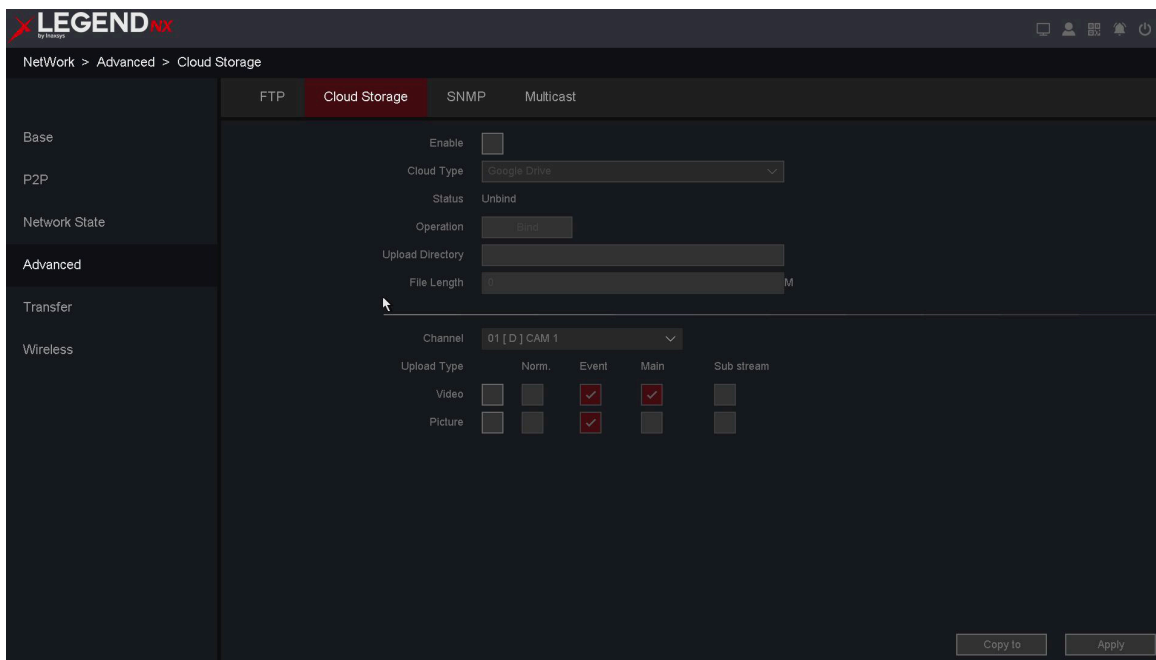 LEGEND NX
by Inaxsys
NetWork > Advanced > Cloud Storage
FTP Cloud Storage SNMP Multicast
Base
P2P
Network State
Advanced
Transfer
Wireless
Enable
Cloud Type Google Drive
Status Unbind
Operation Bind
Upload Directory
File Length 0 M
Channel 01 [ D ] CAM 1
Upload Type Norm. Event Main Sub stream
Video
Picture
Copy to Apply